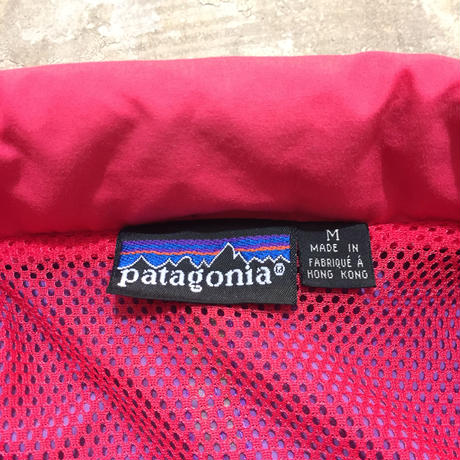 patagonia®
M
MADE IN
FABRIQUÉ Á
HONG KONG